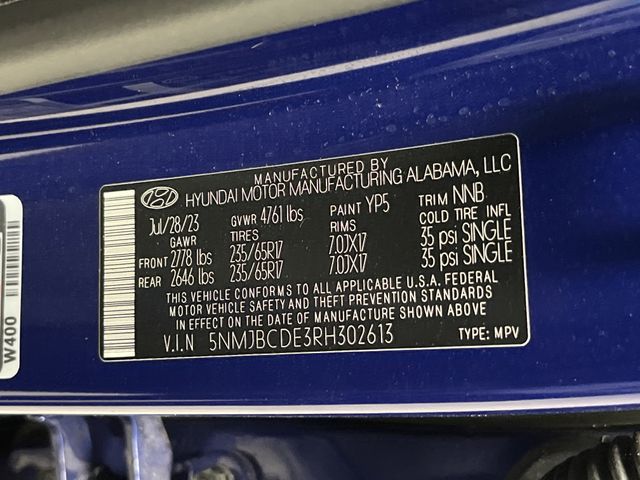 MANUFACTURED BY
HYUNDAI MOTOR MANUFACTURING ALABAMA, LLC
Jul/28/23 GVWR 4761 lbs PAINT YP5 TRIM NNB
GAWR TIRES RIMS COLD TIRE INFL
FRONT 2778 lbs 235/65R17 7.0JX17 35 psi SINGLE
REAR 2646 lbs 235/65R17 7.0JX17 35 psi SINGLE
THIS VEHICLE CONFORMS TO ALL APPLICABLE U.S.A. FEDERAL
MOTOR VEHICLE SAFETY AND THEFT PREVENTION STANDARDS
IN EFFECT ON THE DATE OF MANUFACTURE SHOWN ABOVE.
V.I.N 5NMJBCDE3RH302613 TYPE: MPV
W400